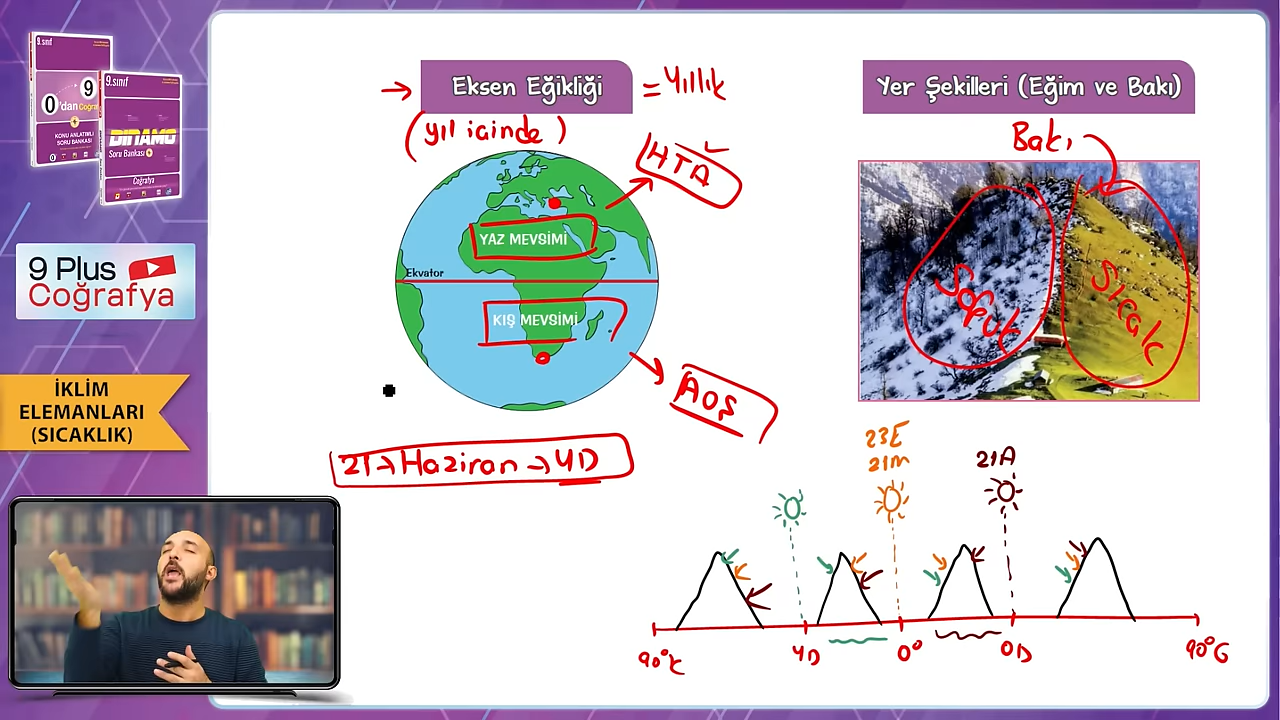 9.sınıf
0'dan 9
KONU ANLATIMLI
SORU BANKASI
9.sınıf
DİNAMO
Soru Bankası
Coğrafya
9 Plus
Coğrafya
İKLİM
ELEMANLARI
(SICAKLIK)
→ Eksen Eğikliği = Yıllık
(yıl içinde)
HTA
YAZ MEVSİMİ
Ekvator
KIŞ MEVSİMİ
AOŞ
21 → Haziran → YD
Yer Şekilleri (Eğim ve Bakı)
Bakı
Soğuk
Sıcak
23E
21m
21A
90°K YD 0° OD 90°G